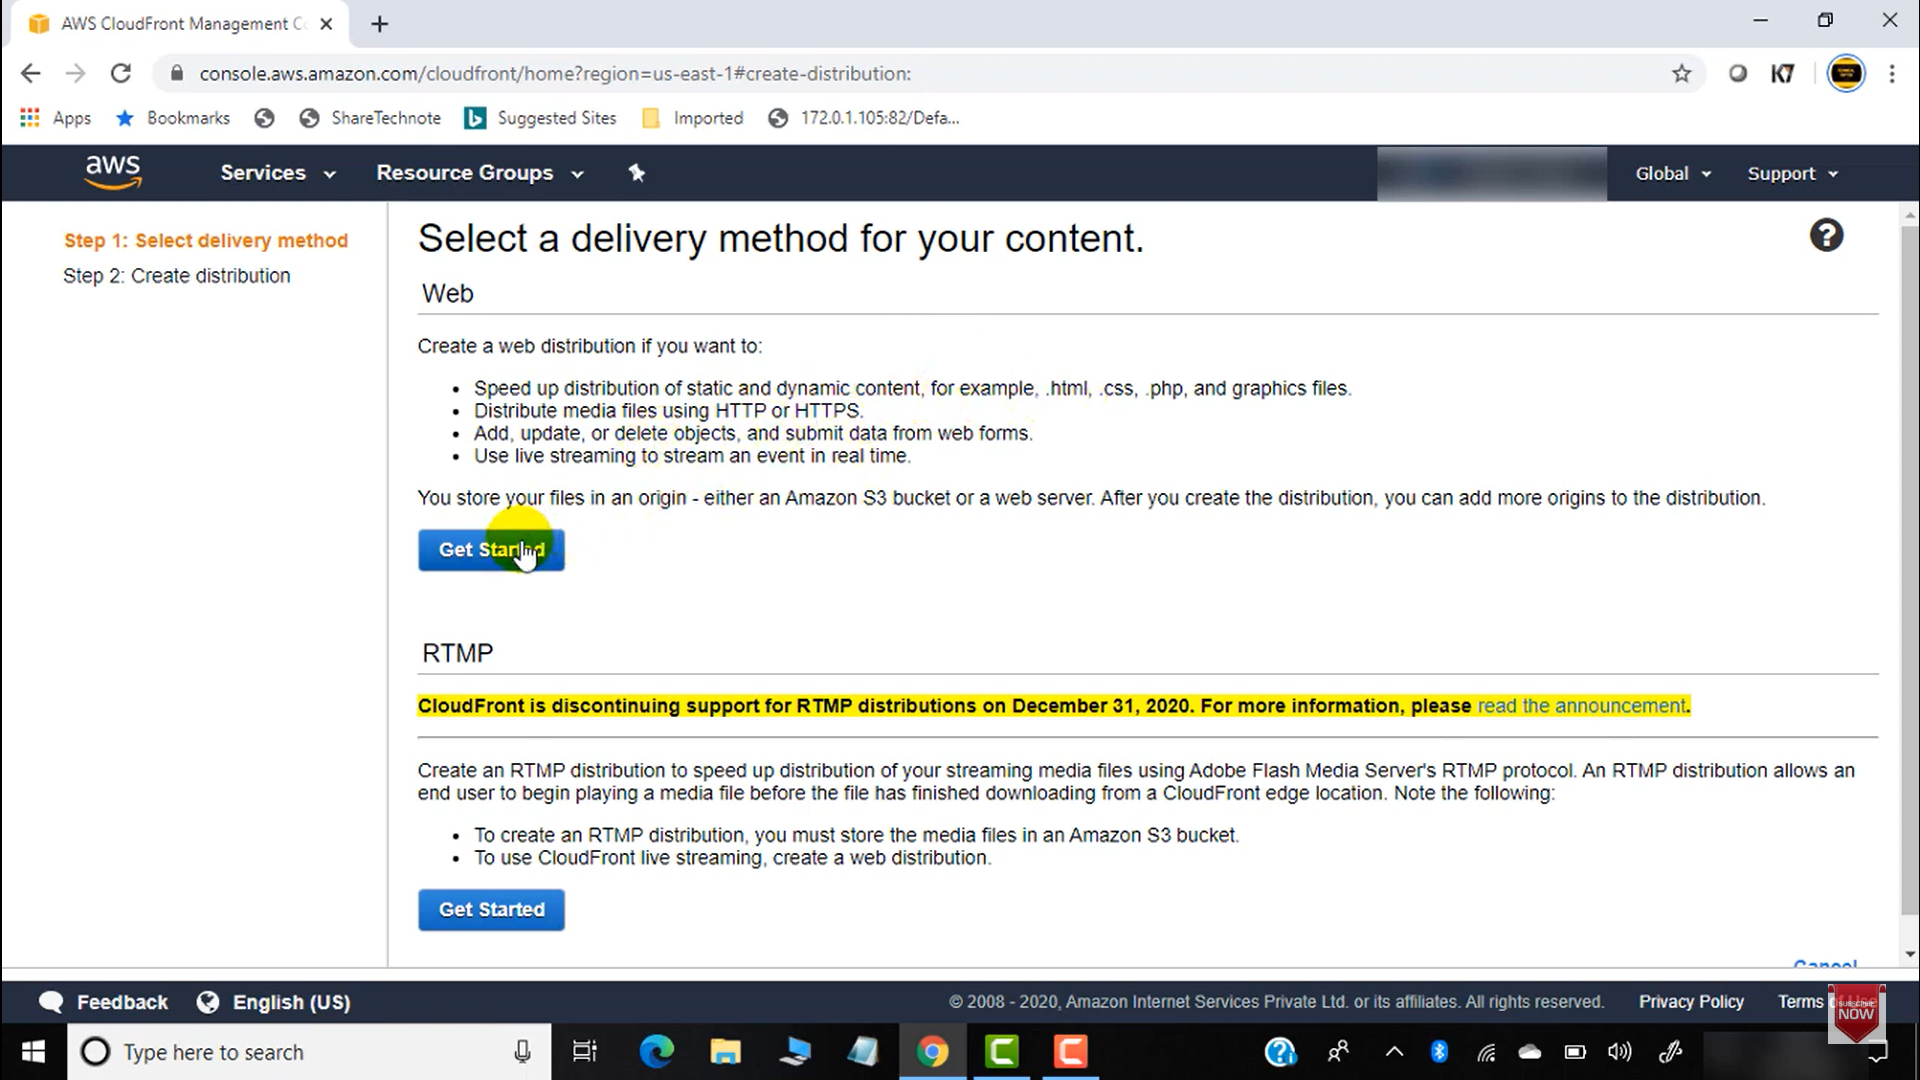 AWS CloudFront Management C
console.aws.amazon.com/cloudfront/home?region=us-east-1#create-distribution:
K7
Apps Bookmarks ShareTechnote Suggested Sites Imported 172.0.1.105:82/Defa...
aws Services Resource Groups Global Support
Step 1: Select delivery method
Step 2: Create distribution
Select a delivery method for your content.
?
Web
Create a web distribution if you want to:
• Speed up distribution of static and dynamic content, for example, .html, .css, .php, and graphics files.
• Distribute media files using HTTP or HTTPS.
• Add, update, or delete objects, and submit data from web forms.
• Use live streaming to stream an event in real time.
You store your files in an origin - either an Amazon S3 bucket or a web server. After you create the distribution, you can add more origins to the distribution.
Get Started
RTMP
CloudFront is discontinuing support for RTMP distributions on December 31, 2020. For more information, please read the announcement.
Create an RTMP distribution to speed up distribution of your streaming media files using Adobe Flash Media Server's RTMP protocol. An RTMP distribution allows an
end user to begin playing a media file before the file has finished downloading from a CloudFront edge location. Note the following:
• To create an RTMP distribution, you must store the media files in an Amazon S3 bucket.
• To use CloudFront live streaming, create a web distribution.
Get Started
Cancel
Feedback English (US) © 2008 - 2020, Amazon Internet Services Private Ltd. or its affiliates. All rights reserved. Privacy Policy Terms of Use
SUBSCRIBE
NOW
Type here to search